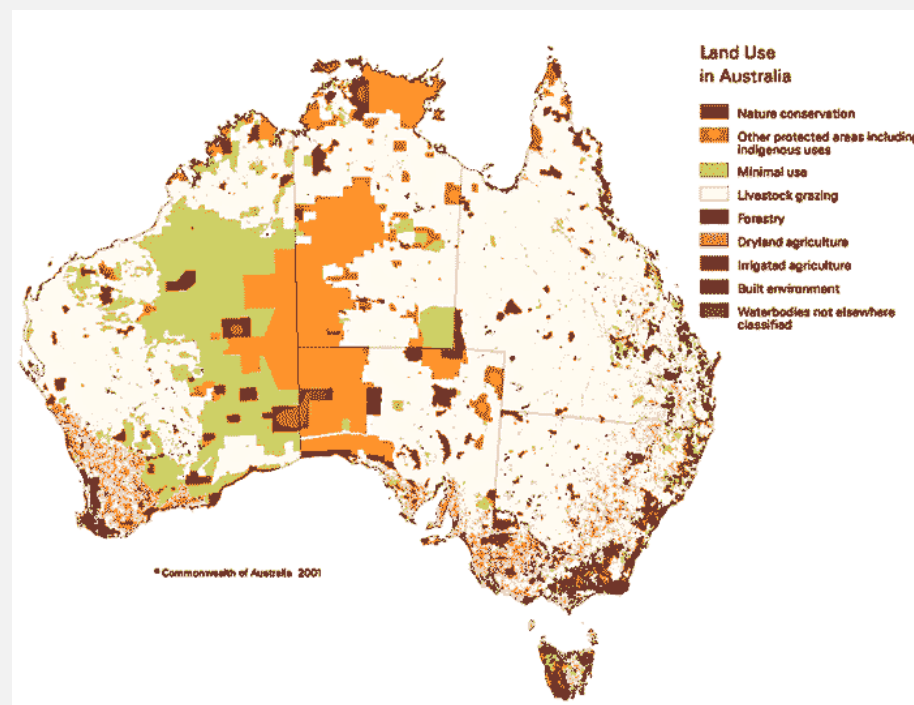 Land Use
in Australia
Nature conservation
Other protected areas including
indigenous uses
Minimal use
Livestock grazing
Forestry
Dryland agriculture
Irrigated agriculture
Built environment
Waterbodies not elsewhere
classified
© Commonwealth of Australia 2001